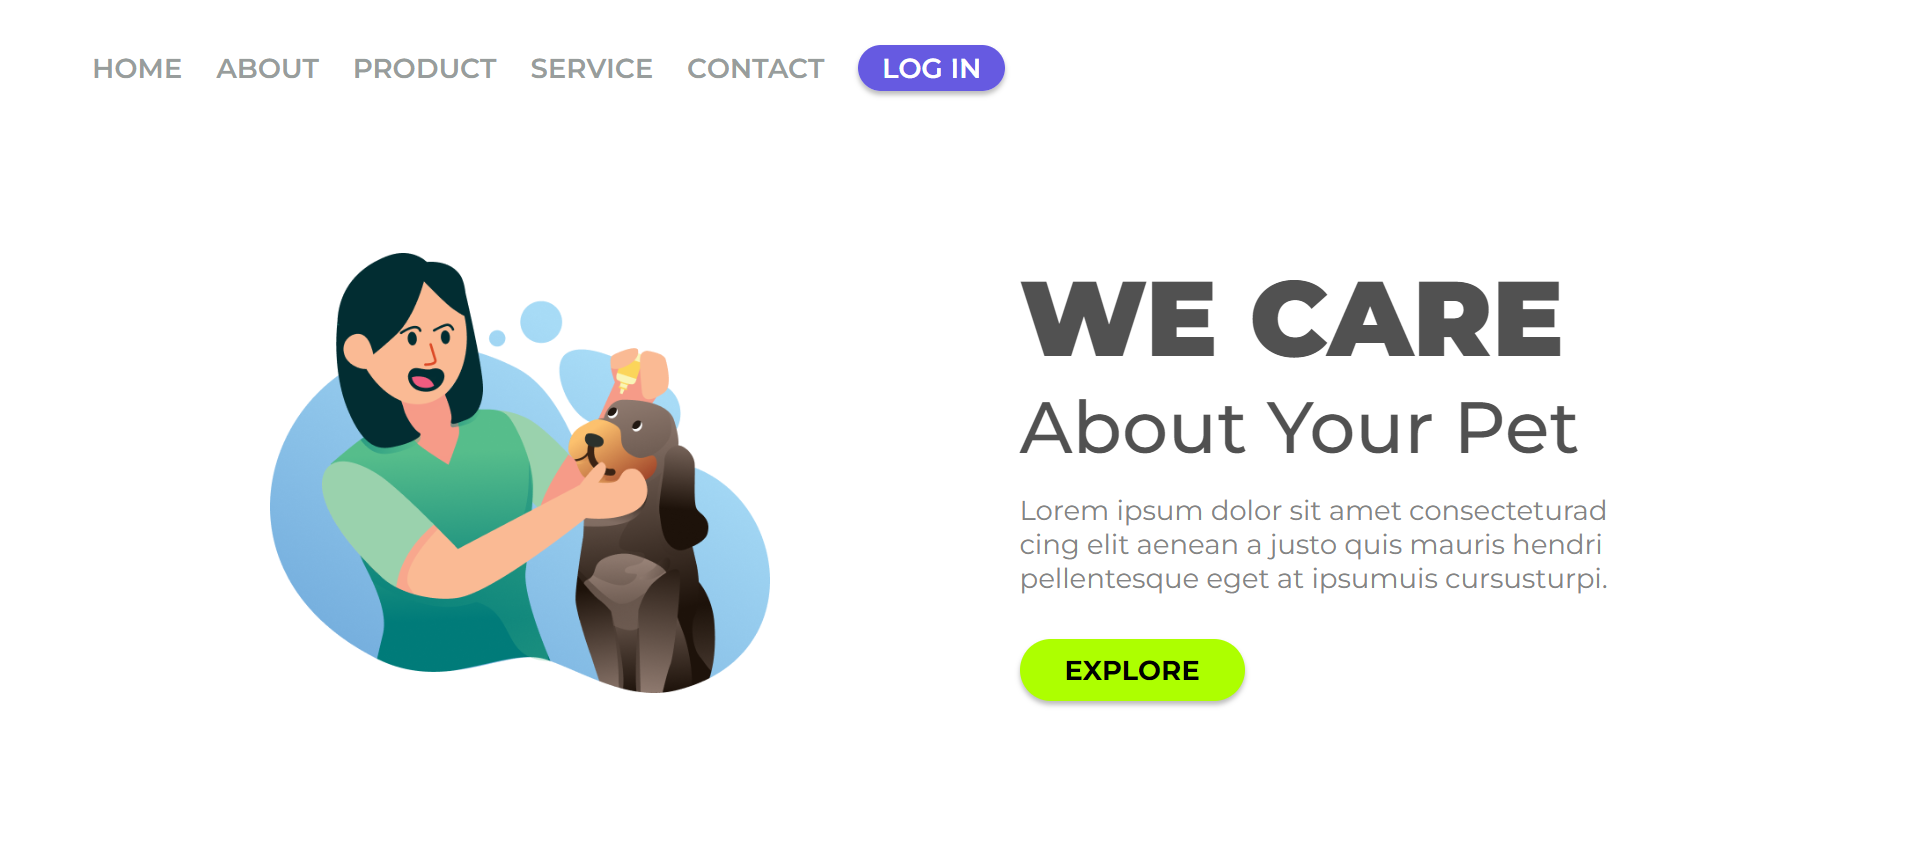 HOME ABOUT PRODUCT SERVICE CONTACT LOG IN
WE CARE
About Your Pet
Lorem ipsum dolor sit amet consecteturad
cing elit aenean a justo quis mauris hendri
pellentesque eget at ipsumuis cursusturpi.
EXPLORE